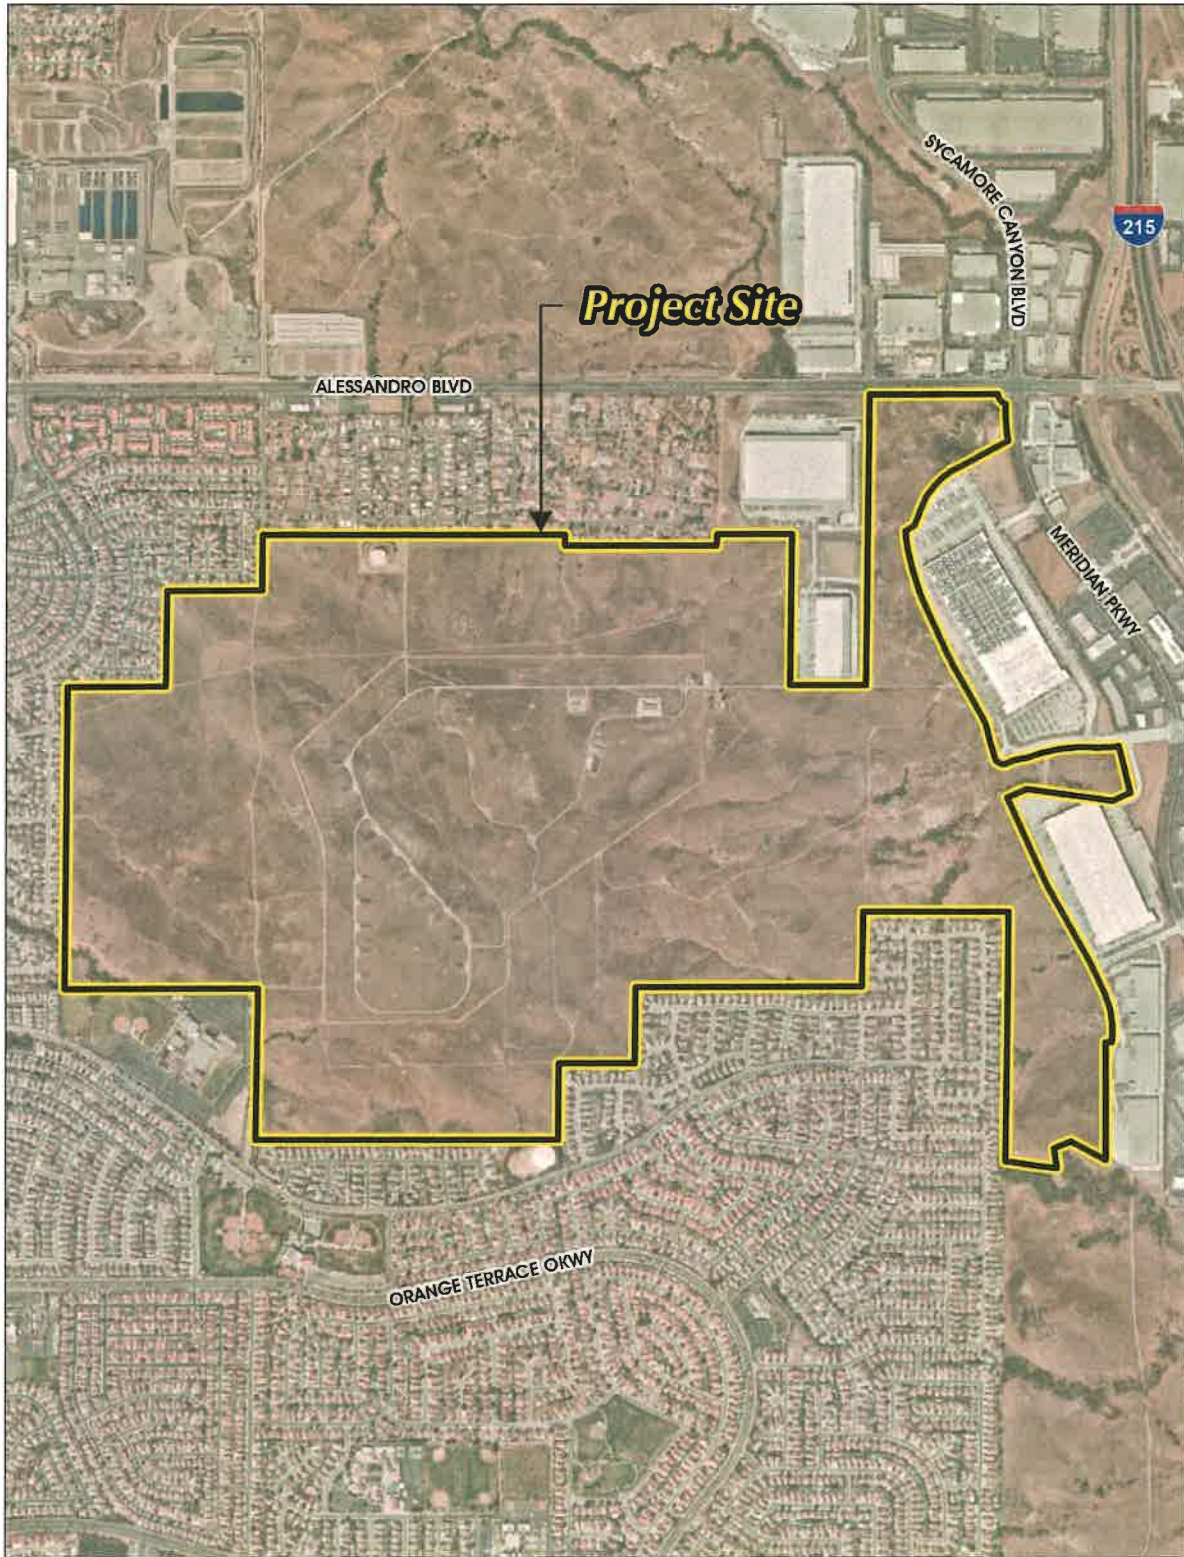 SYCAMORE CANYON BLVD
215
Project Site
ALESSANDRO BLVD
MERIDIAN PKWY
ORANGE TERRACE OKWY